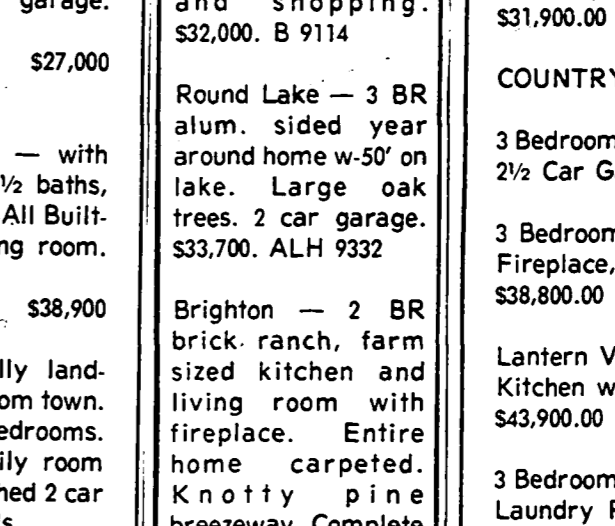 garage.
$27,000
— with
½ baths,
All Built-
ng room.
$38,900
lly land-
om town.
edrooms.
ily room
hed 2 car
and shopping.
$32,000. B 9114
Round Lake — 3 BR
alum. sided year
around home w-50' on
lake. Large oak
trees. 2 car garage.
$33,700. ALH 9332
Brighton — 2 BR
brick ranch, farm
sized kitchen and
living room with
fireplace. Entire
home carpeted.
Knotty pine
breezeway. Complete
$31,900.00
COUNTRY
3 Bedroom
2½ Car G
3 Bedroom
Fireplace,
$38,800.00
Lantern V
Kitchen w
$43,900.00
3 Bedroom
Laundry R